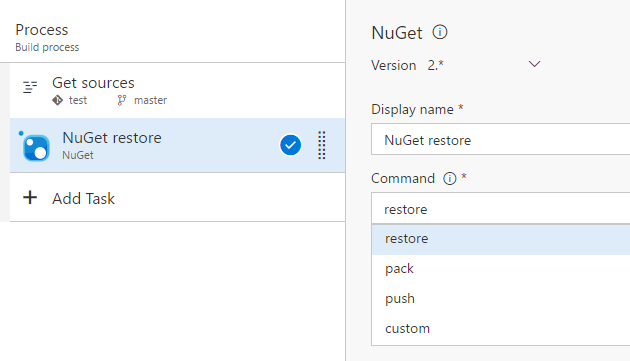 Process
Build process
Get sources
test master
NuGet restore
NuGet
Add Task
NuGet
Version 2.*
Display name *
NuGet restore
Command *
restore
restore
pack
push
custom